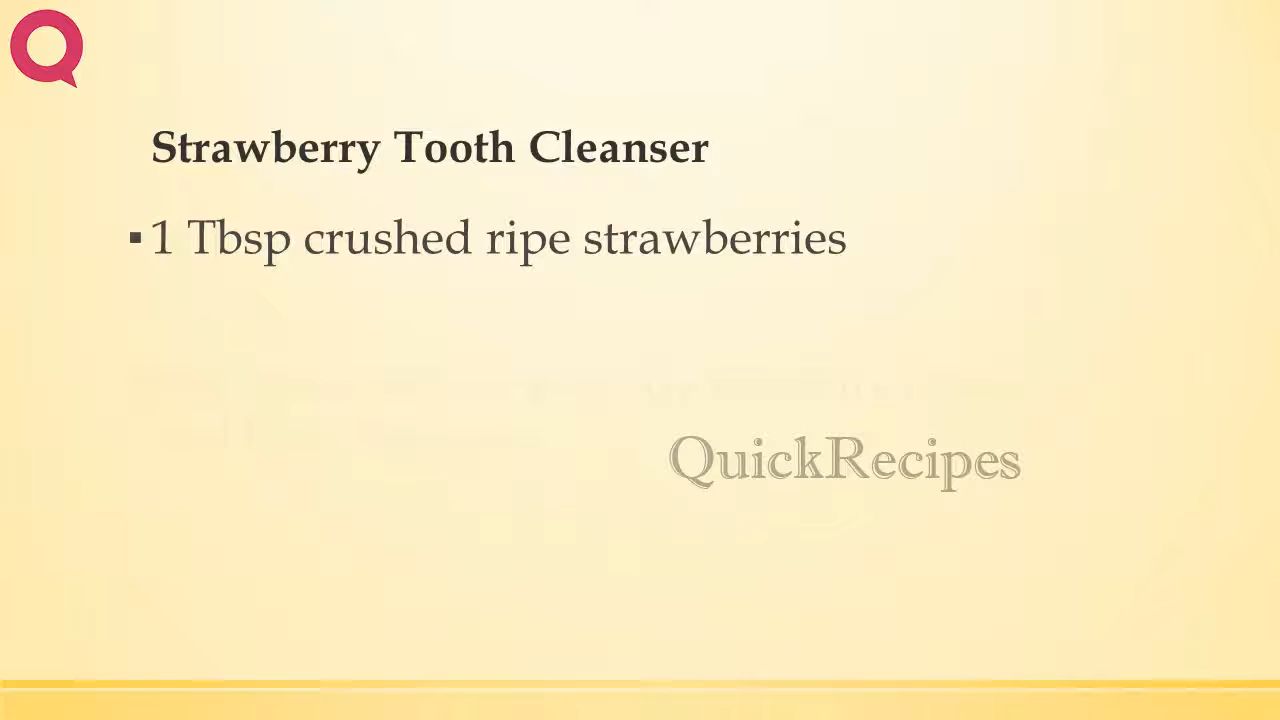 Strawberry Tooth Cleanser
▪ 1 Tbsp crushed ripe strawberries
QuickRecipes